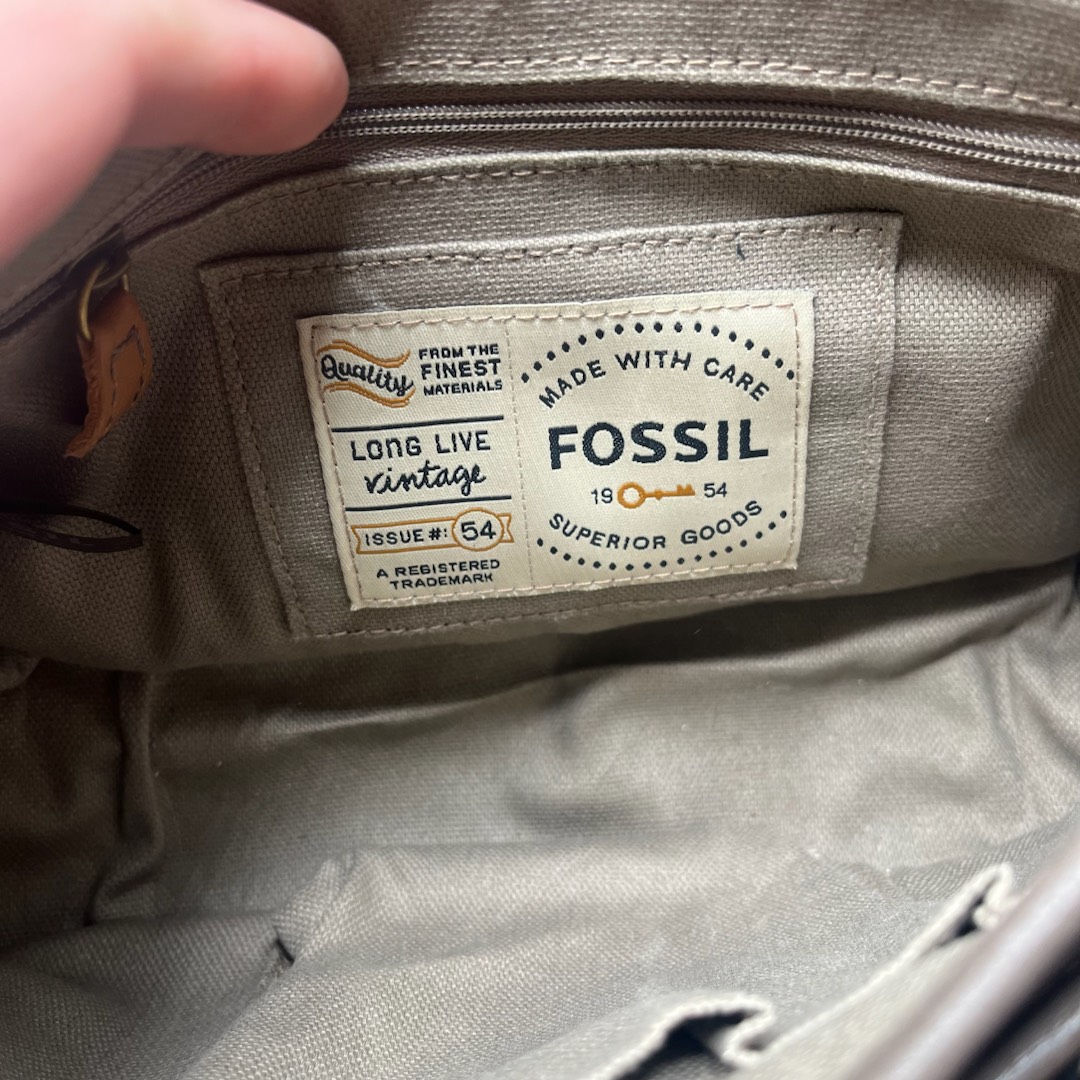 Quality
FROM THE
FINEST
MATERIALS
LONG LIVE
vintage
ISSUE #: 54
A REGISTERED
TRADEMARK
MADE WITH CARE
FOSSIL
19 54
SUPERIOR GOODS